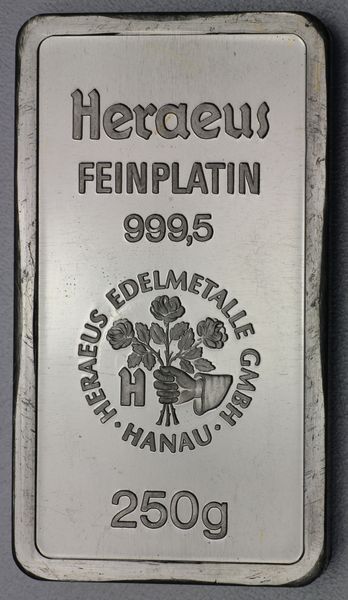 Heraeus
FEINPLATIN
999,5
HERAEUS EDELMETALLE GMBH
· HANAU ·
H
250g